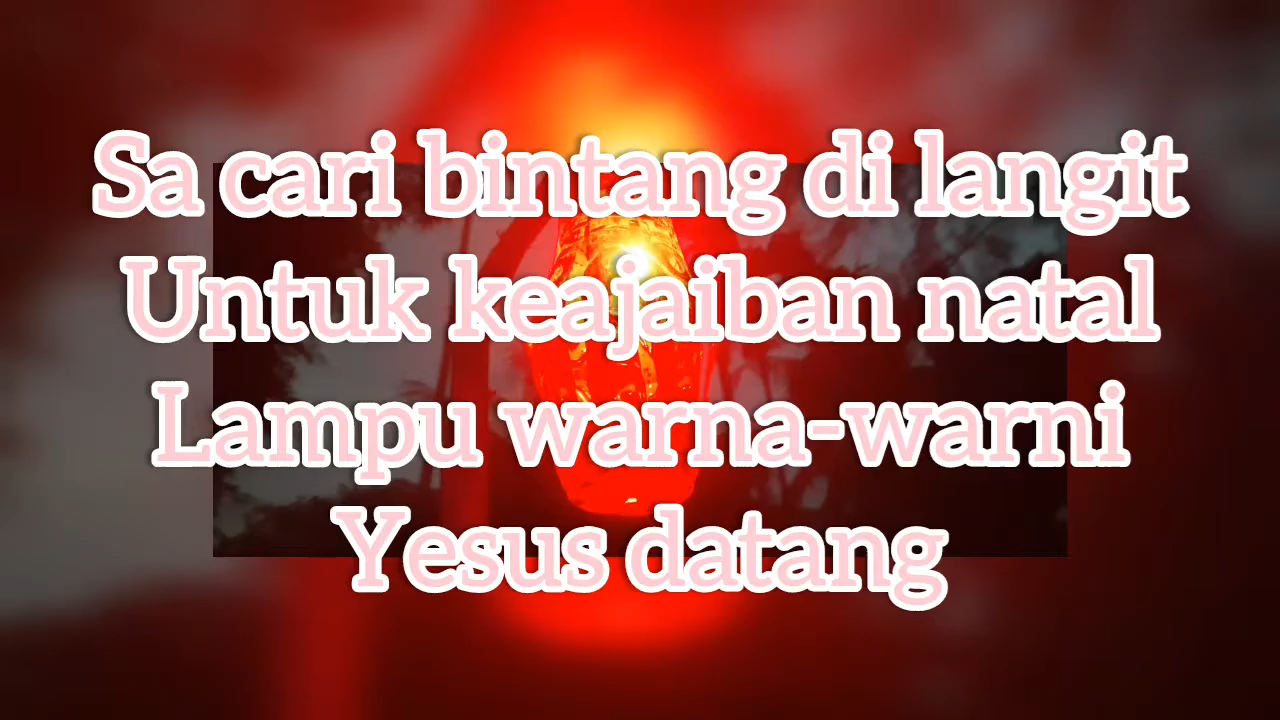 Sa cari bintang di langit
Untuk keajaiban natal
Lampu warna-warni
Yesus datang